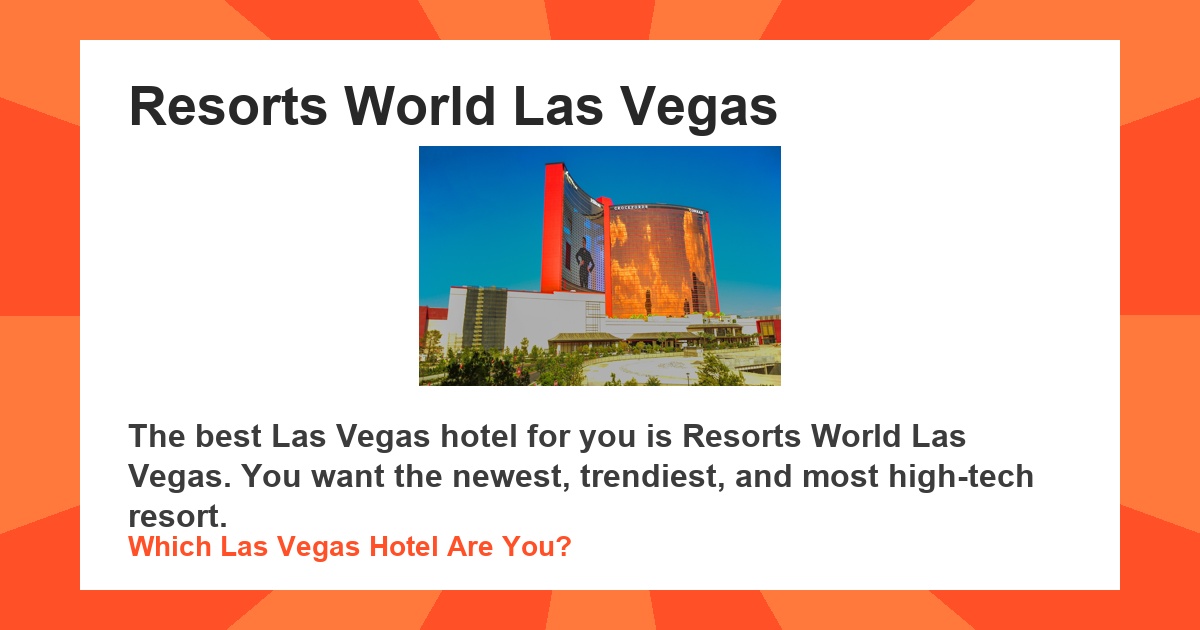 Resorts World Las Vegas
The best Las Vegas hotel for you is Resorts World Las
Vegas. You want the newest, trendiest, and most high-tech
resort.
Which Las Vegas Hotel Are You?